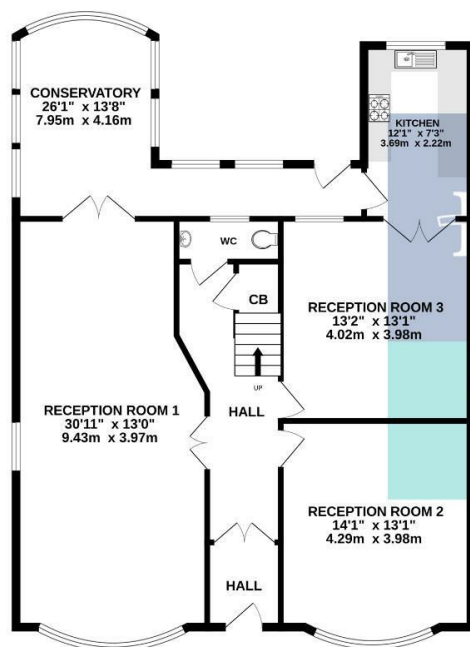 CONSERVATORY
26'1" x 13'8"
7.95m x 4.16m
KITCHEN
12'1" x 7'3"
3.69m x 2.22m
WC
CB
RECEPTION ROOM 3
13'2" x 13'1"
4.02m x 3.98m
UP
HALL
RECEPTION ROOM 1
30'11" x 13'0"
9.43m x 3.97m
RECEPTION ROOM 2
14'1" x 13'1"
4.29m x 3.98m
HALL